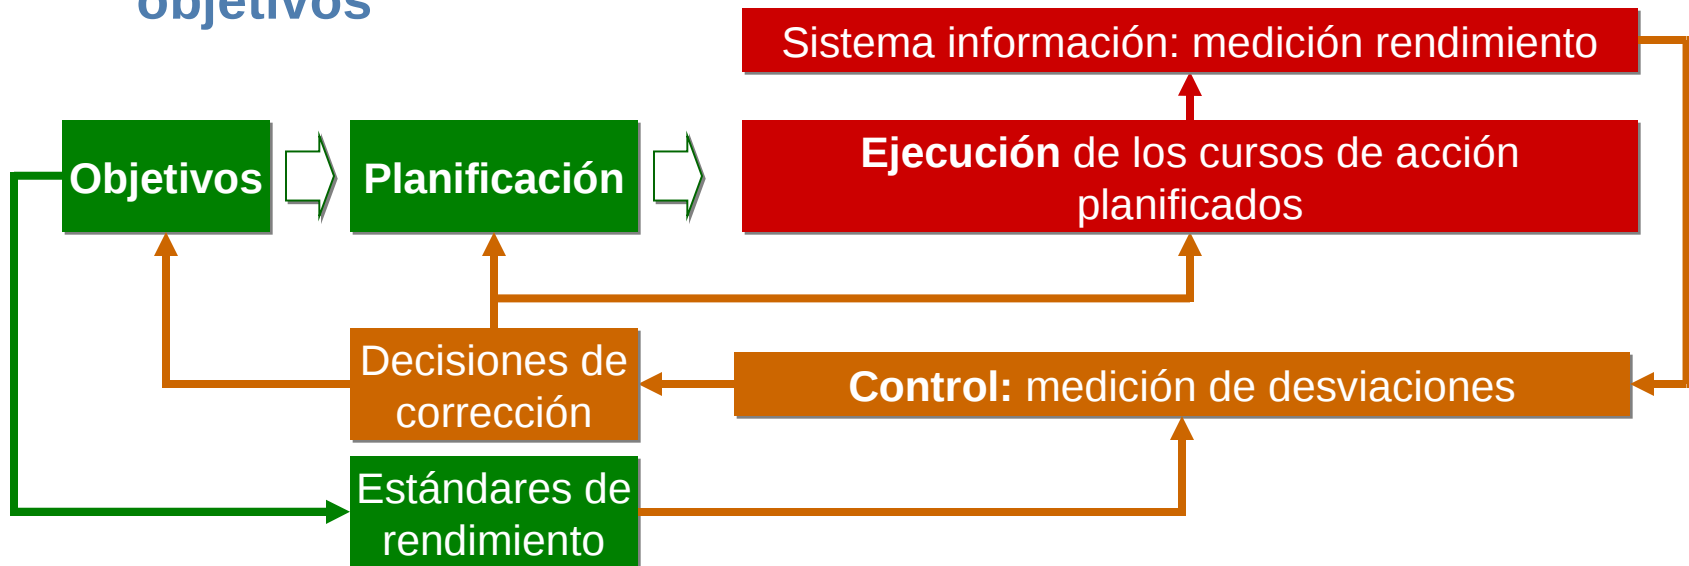 objetivos
Sistema información: medición rendimiento
Objetivos
Planificación
Ejecución de los cursos de acción
planificados
Decisiones de
corrección
Control: medición de desviaciones
Estándares de
rendimiento